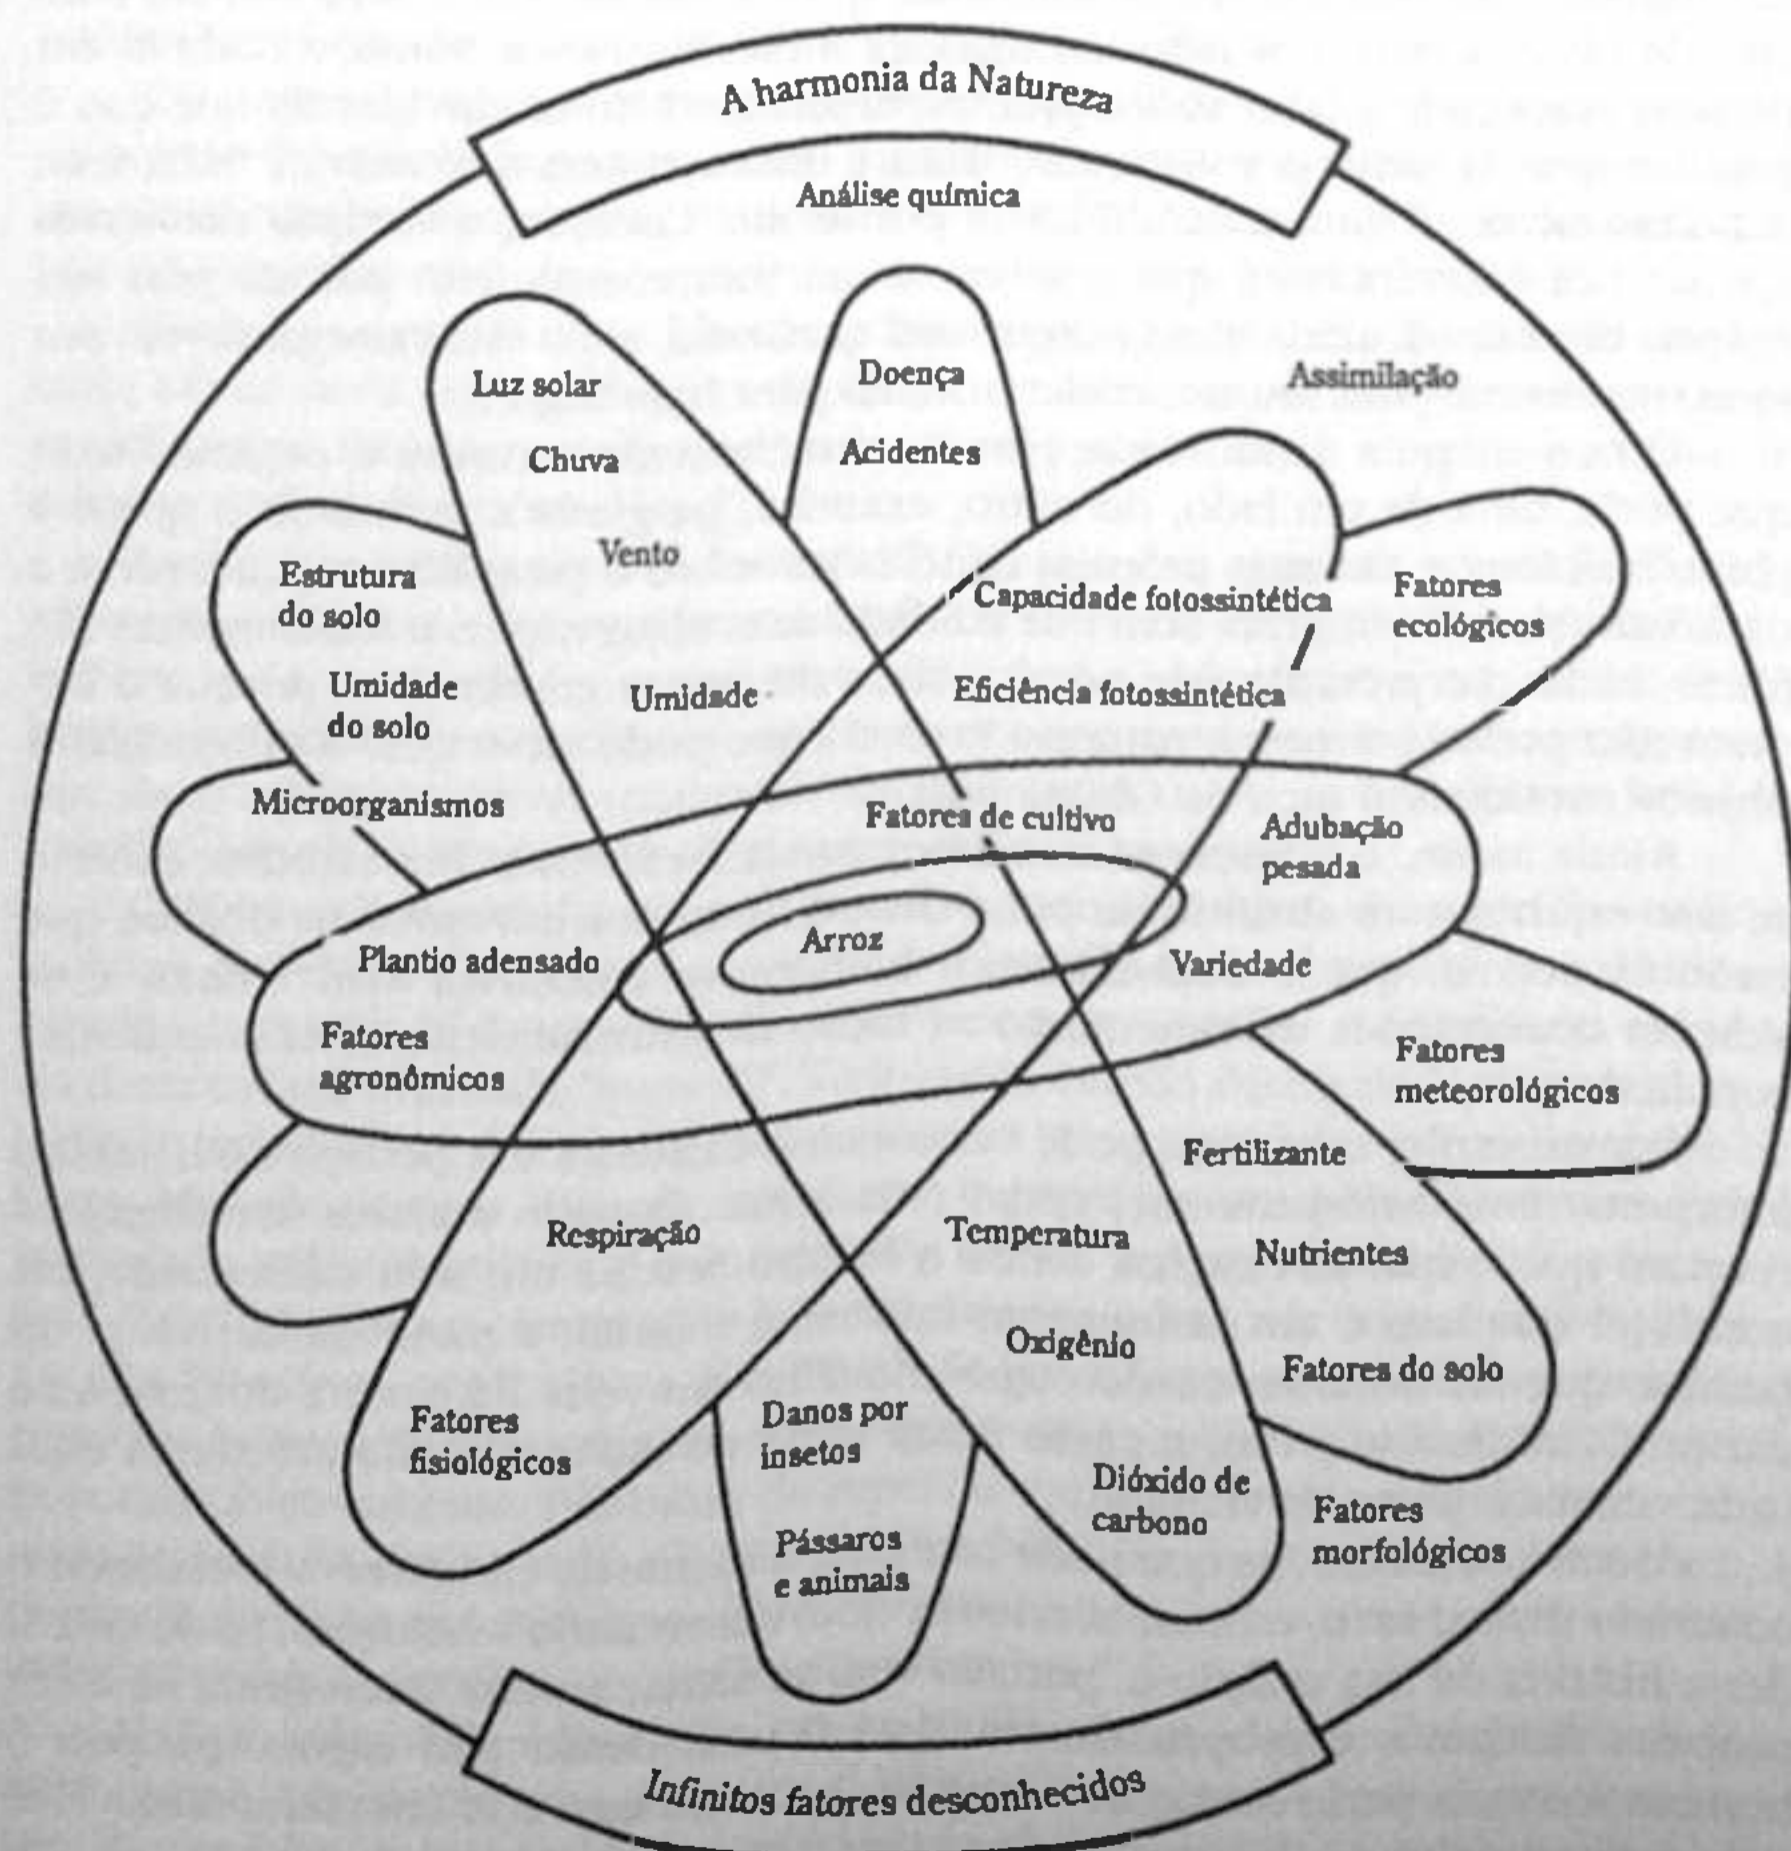 A harmonia da Natureza
Análise química
Luz solar
Doença
Assimilação
Chuva
Acidentes
Vento
Estrutura
do solo
Capacidade fotossintética
Fatores
ecológicos
Umidade
do solo
Umidade
Eficiência fotossintética
Microorganismos
Fatores de cultivo
Adubação
pesada
Plantio adensado
Arroz
Variedade
Fatores
agronômicos
Fatores
meteorológicos
Fertilizante
Respiração
Temperatura
Nutrientes
Oxigênio
Fatores do solo
Fatores
fisiológicos
Danos por
insetos
Dióxido de
carbono
Fatores
morfológicos
Pássaros
e animais
Infinitos fatores desconhecidos